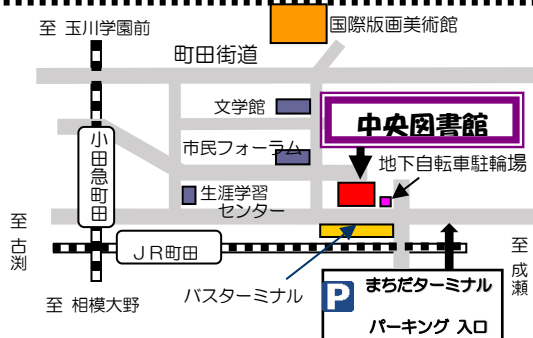 至 玉川学園前
国際版画美術館
町田街道
文学館
中央図書館
市民フォーラム
地下自転車駐輪場
小田急町田
生涯学習
センター
至 古渕
JR町田
至 成瀬
バスターミナル
至 相模大野
P
まちだターミナル
パーキング 入口